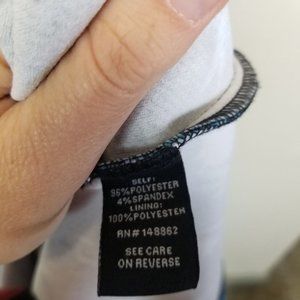 SELF:
96%POLYESTER
4%SPANDEX
LINING:
100%POLYESTER
RN#148862
SEE CARE
ON REVERSE